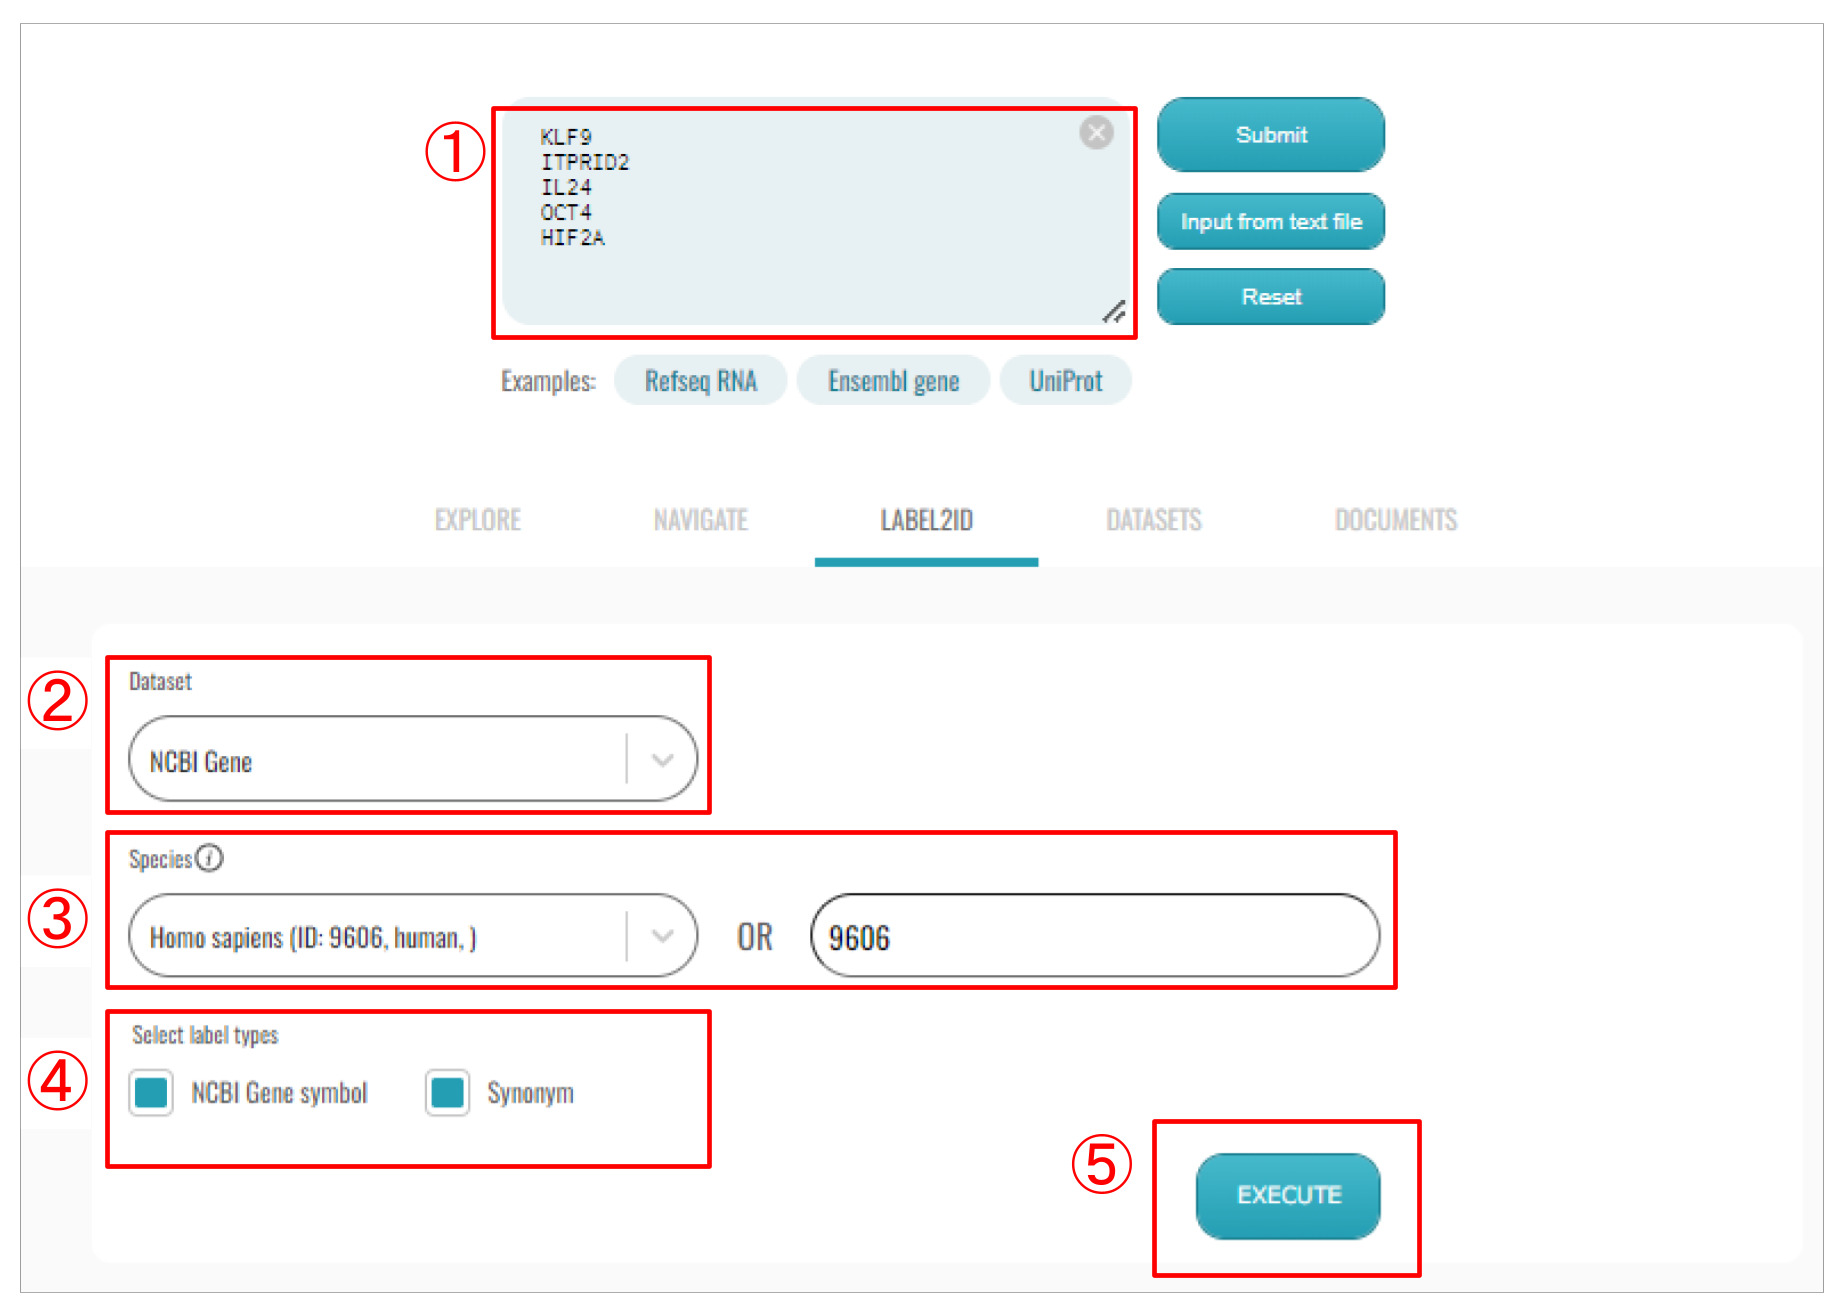 ①
KLF9
ITPRID2
IL24
OCT4
HIF2A
Submit
Input from text file
Reset
Examples: Refseq RNA Ensembl gene UniProt
EXPLORE NAVIGATE LABEL2ID DATASETS DOCUMENTS
②
Dataset
NCBI Gene
③
Species i
Homo sapiens (ID: 9606, human, ) OR 9606
④
Select label types
NCBI Gene symbol Synonym
⑤
EXECUTE